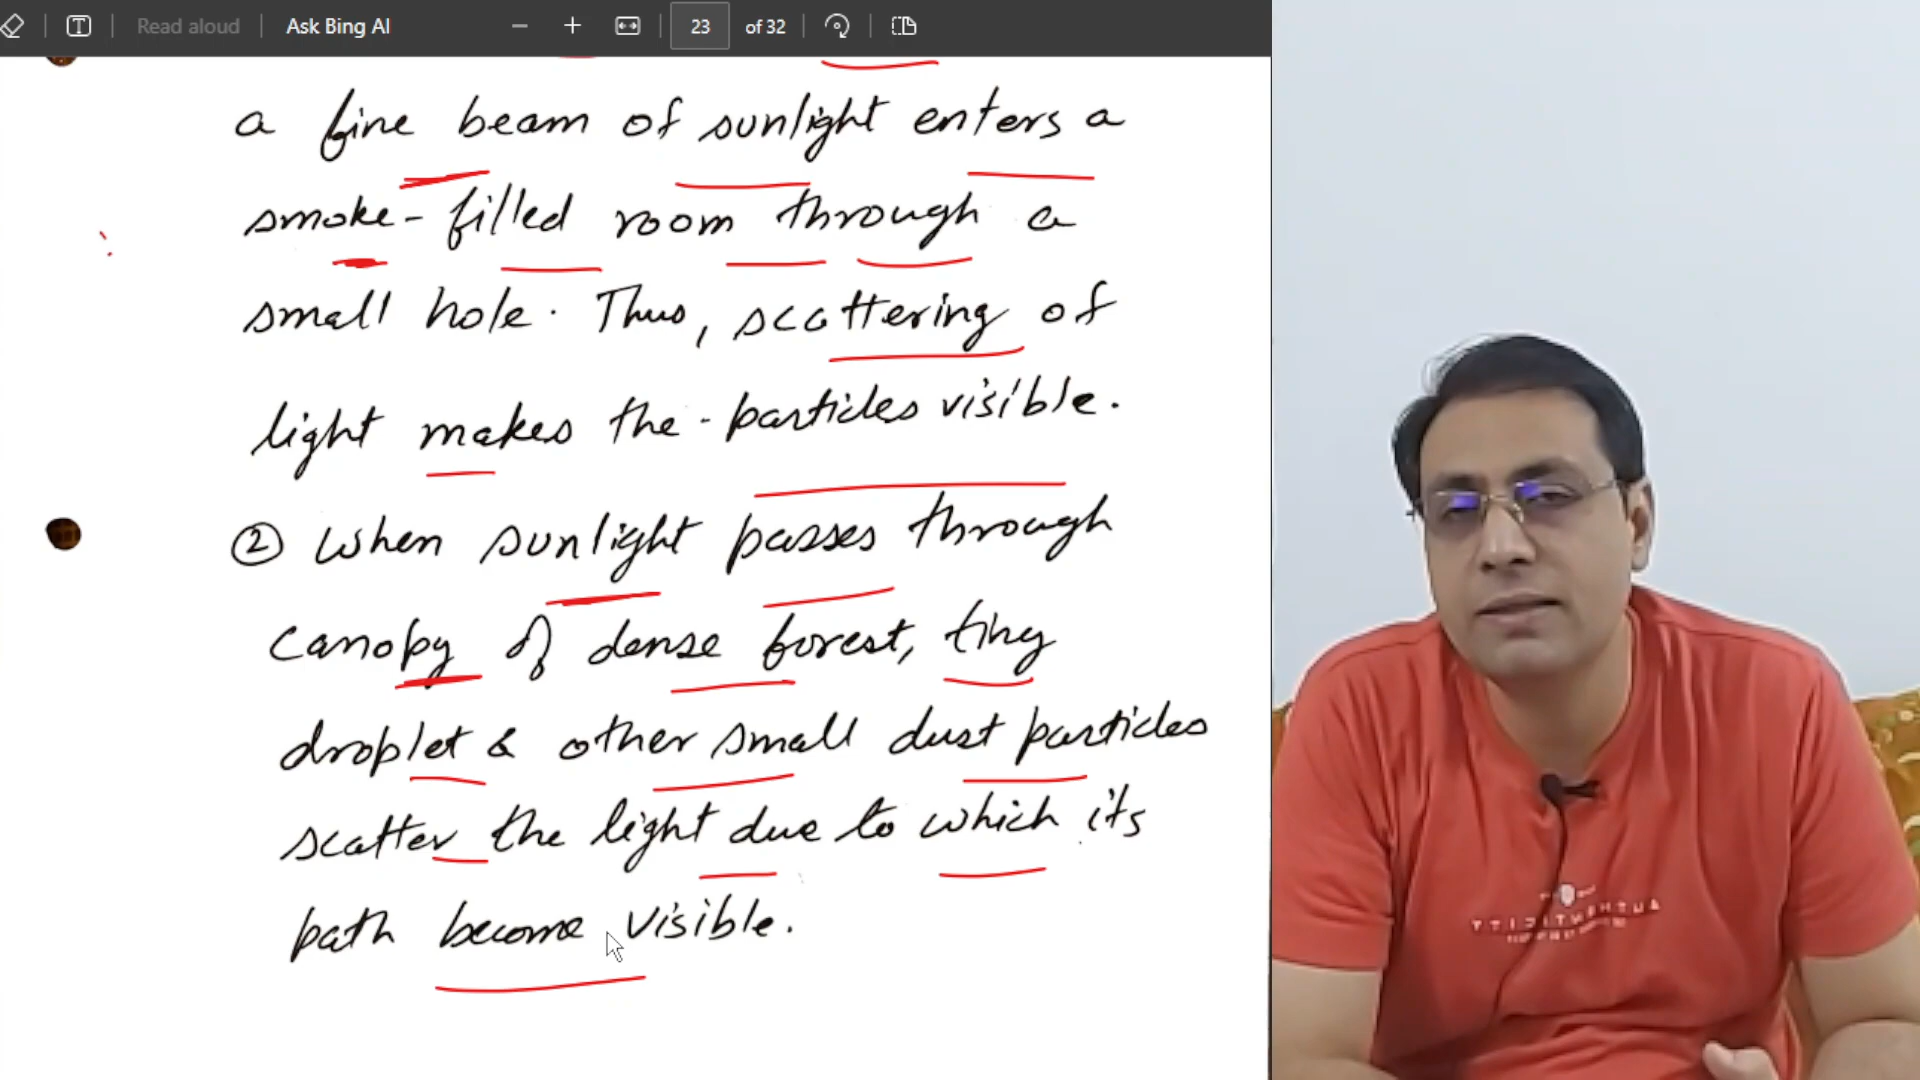 Read aloud Ask Bing AI 23 of 32
a fine beam of sunlight enters a
smoke-filled room through a
small hole. Thus, scattering of
light makes the particles visible.
② When sunlight passes through
canopy of dense forest, tiny
droplet & other small dust particles
scatter the light due to which its
path become visible.
AUTHENTICITY